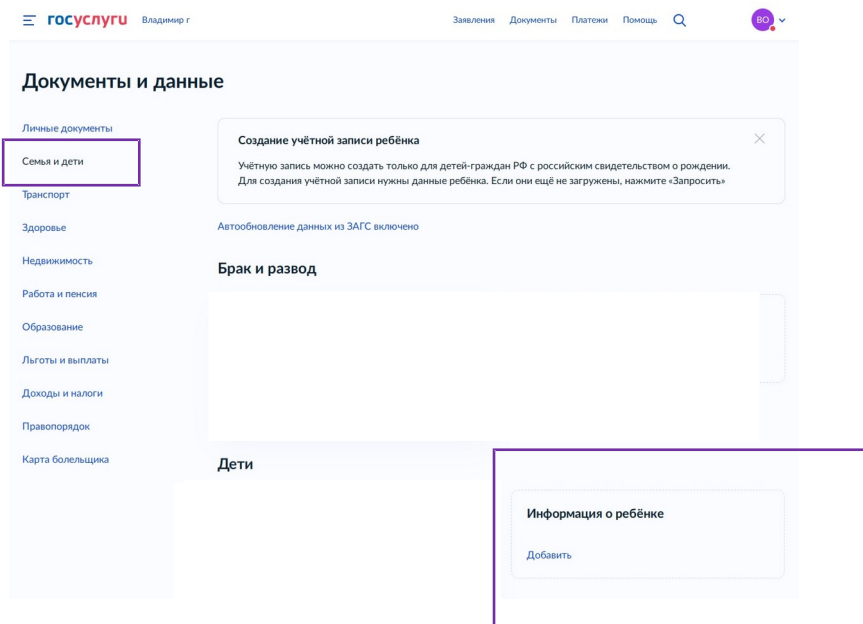 госуслуги Владимир г Заявления Документы Платежи Помощь ВО
Документы и данные
Личные документы
Семья и дети
Транспорт
Здоровье
Недвижимость
Работа и пенсия
Образование
Льготы и выплаты
Доходы и налоги
Правопорядок
Карта болельщика
Создание учётной записи ребёнка
Учётную запись можно создать только для детей-граждан РФ с российским свидетельством о рождении.
Для создания учётной записи нужны данные ребёнка. Если они ещё не загружены, нажмите «Запросить»
Автообновление данных из ЗАГС включено
Брак и развод
Дети
Информация о ребёнке
Добавить